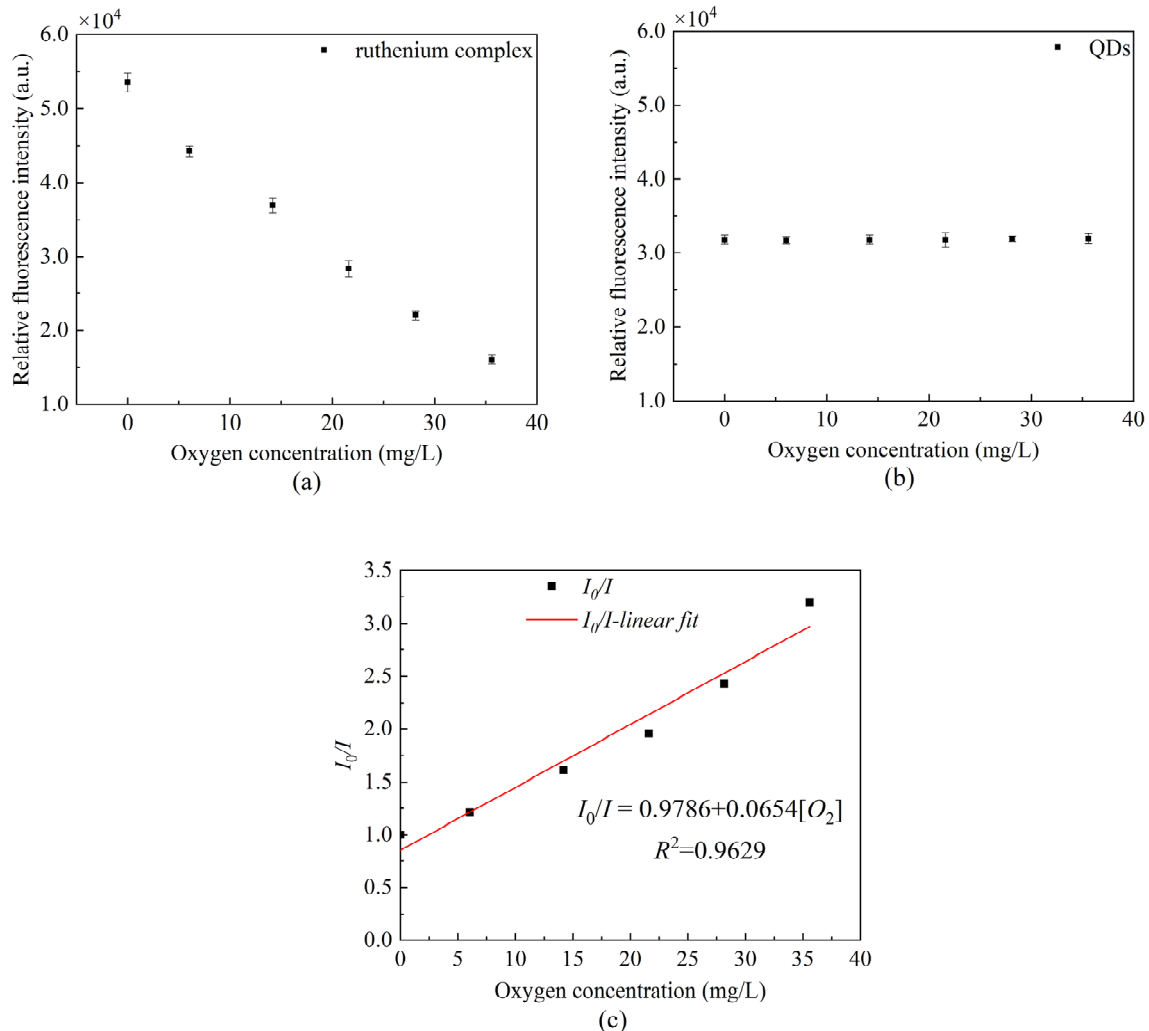 ×10⁴
ruthenium complex
Relative fluorescence intensity (a.u.)
6.0
5.0
4.0
3.0
2.0
1.0
0
10
20
30
40
Oxygen concentration (mg/L)
(a)
×10⁴
QDs
Relative fluorescence intensity (a.u.)
6.0
5.0
4.0
3.0
2.0
1.0
0
10
20
30
40
Oxygen concentration (mg/L)
(b)
I₀/I
I₀/I-linear fit
I₀/I
3.5
3.0
2.5
2.0
1.5
1.0
0.5
0.0
I₀/I = 0.9786+0.0654[O₂]
R²=0.9629
0
5
10
15
20
25
30
35
40
Oxygen concentration (mg/L)
(c)